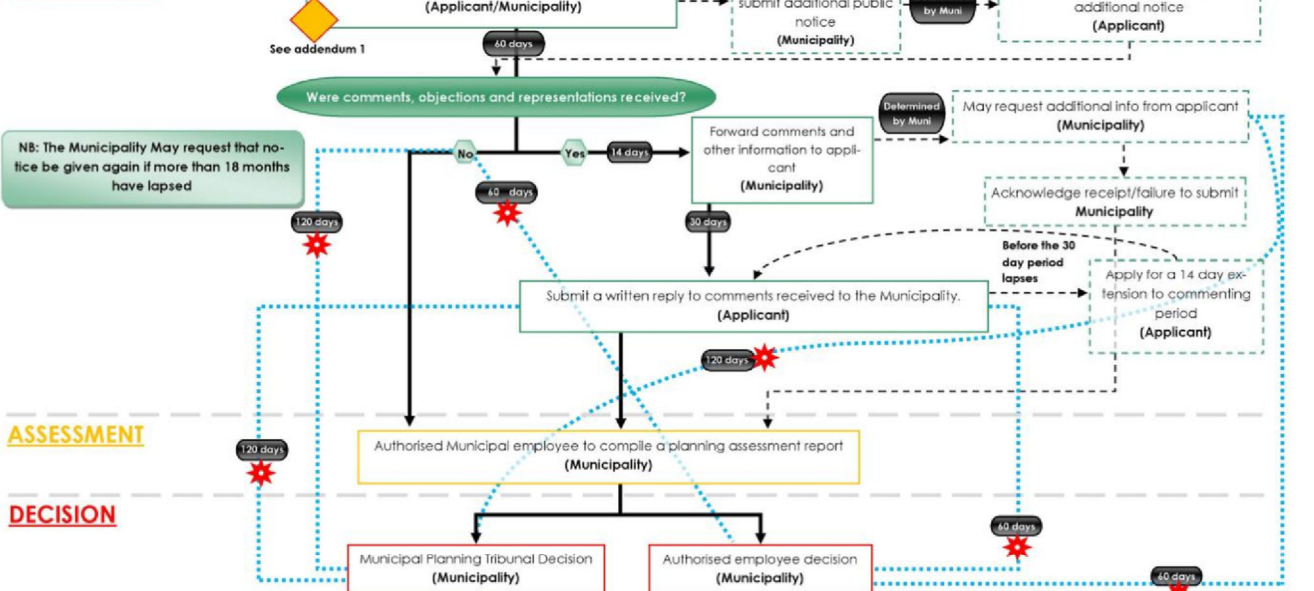 (Applicant/Municipality)
submit additional public
notice
(Municipality)
by Muni
additional notice
(Applicant)
See addendum 1
60 days
Were comments, objections and representations received?
NB: The Municipality May request that no-
tice be given again if more than 18 months
have lapsed
No
Yes
14 days
Forward comments and
other information to appli-
cant
(Municipality)
Determined
by Muni
May request additional info from applicant
(Municipality)
Acknowledge receipt/failure to submit
Municipality
60 days
120 days
30 days
Before the 30
day period
lapses
Apply for a 14 day ex-
tension to commenting
period
(Applicant)
Submit a written reply to comments received to the Municipality.
(Applicant)
120 days
ASSESSMENT
Authorised Municipal employee to compile a planning assessment report
(Municipality)
120 days
DECISION
60 days
Municipal Planning Tribunal Decision
(Municipality)
Authorised employee decision
(Municipality)
60 days